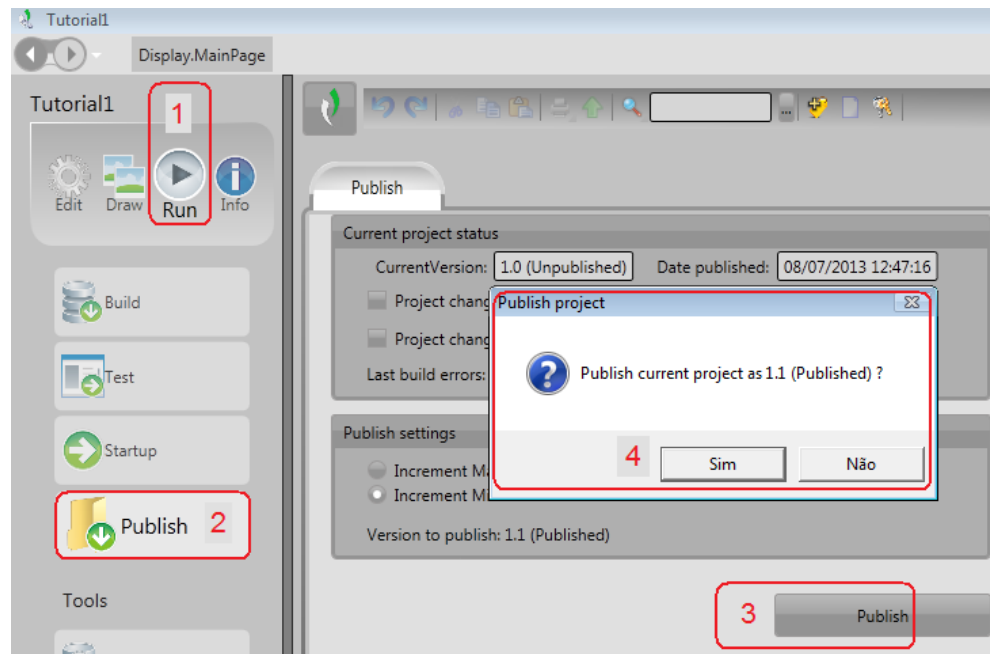 Tutorial1
Display.MainPage
Tutorial1
1
Edit Draw Run Info
Publish
Current project status
CurrentVersion: 1.0 (Unpublished) Date published: 08/07/2013 12:47:16
Build
Project chang
Publish project
Project chang
Test
Last build errors:
Publish current project as 1.1 (Published) ?
Publish settings
Startup
Increment Ma
4 Sim Não
Increment Mi
Publish 2
Version to publish: 1.1 (Published)
Tools
3 Publish